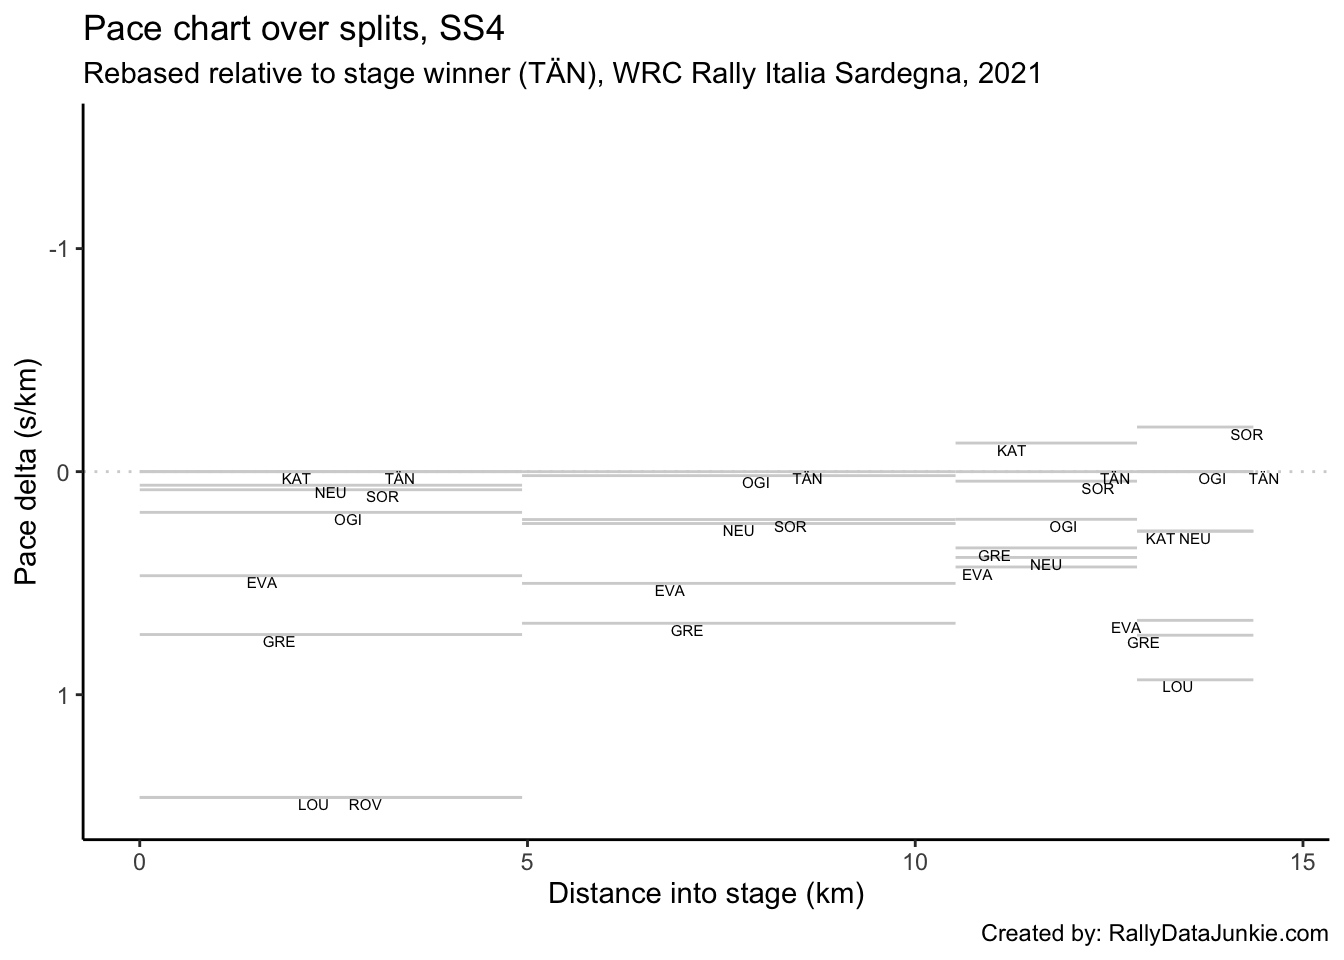 Pace chart over splits, SS4
Rebased relative to stage winner (TÄN), WRC Rally Italia Sardegna, 2021
Pace delta (s/km)
-1
0
1
SOR
KAT
KAT TÄN OGI TÄN TÄN OGI TÄN
NEU SOR SOR
OGI NEU SOR OGI KAT NEU
GRE NEU
EVA EVA EVA
GRE GRE EVA GRE
LOU
LOU ROV
0 5 10 15
Distance into stage (km)
Created by: RallyDataJunkie.com